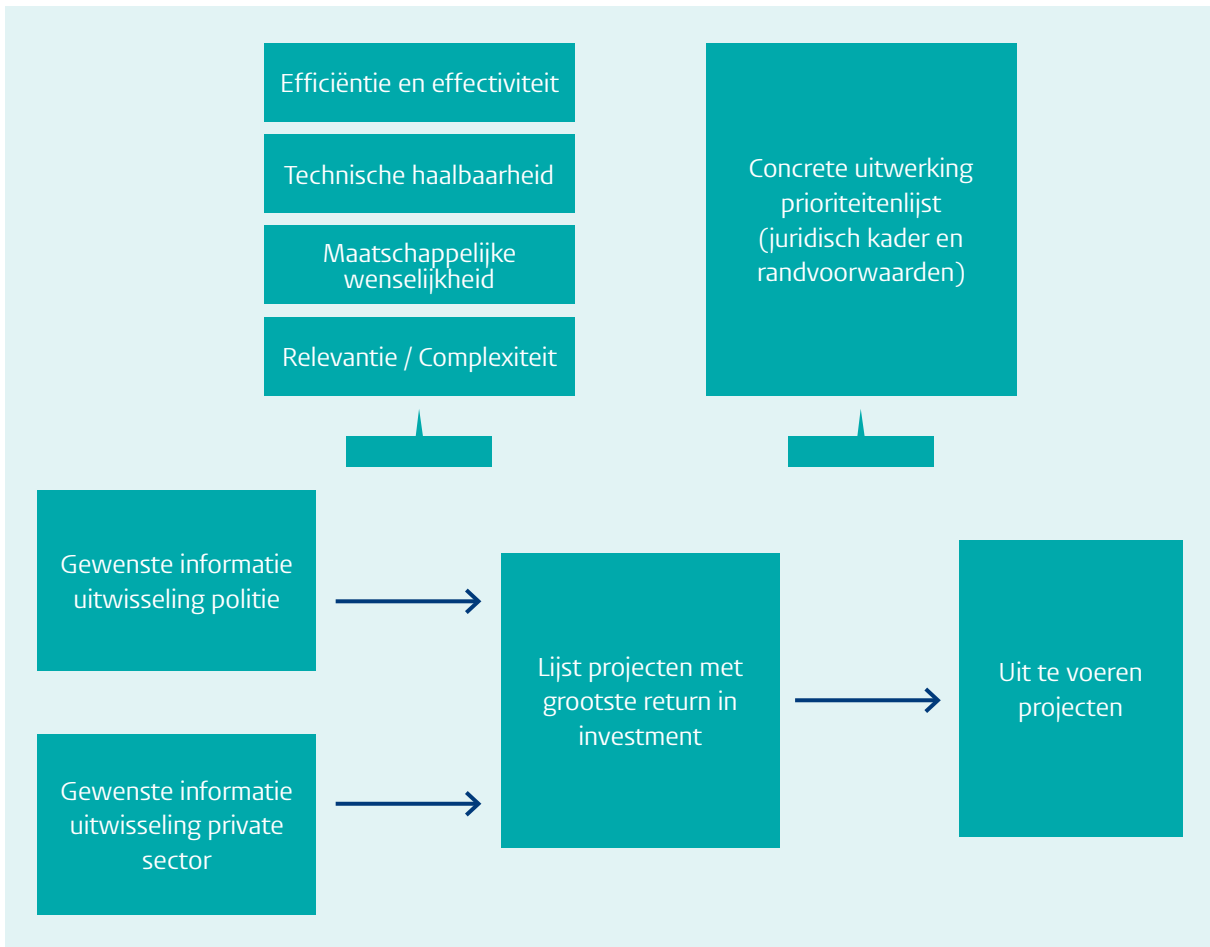 Efficiëntie en effectiviteit
Technische haalbaarheid
Maatschappelijke
wenselijkheid
Relevantie / Complexiteit
Concrete uitwerking
prioriteitenlijst
(juridisch kader en
randvoorwaarden)
Gewenste informatie
uitwisseling politie
Gewenste informatie
uitwisseling private
sector
Lijst projecten met
grootste return in
investment
Uit te voeren
projecten